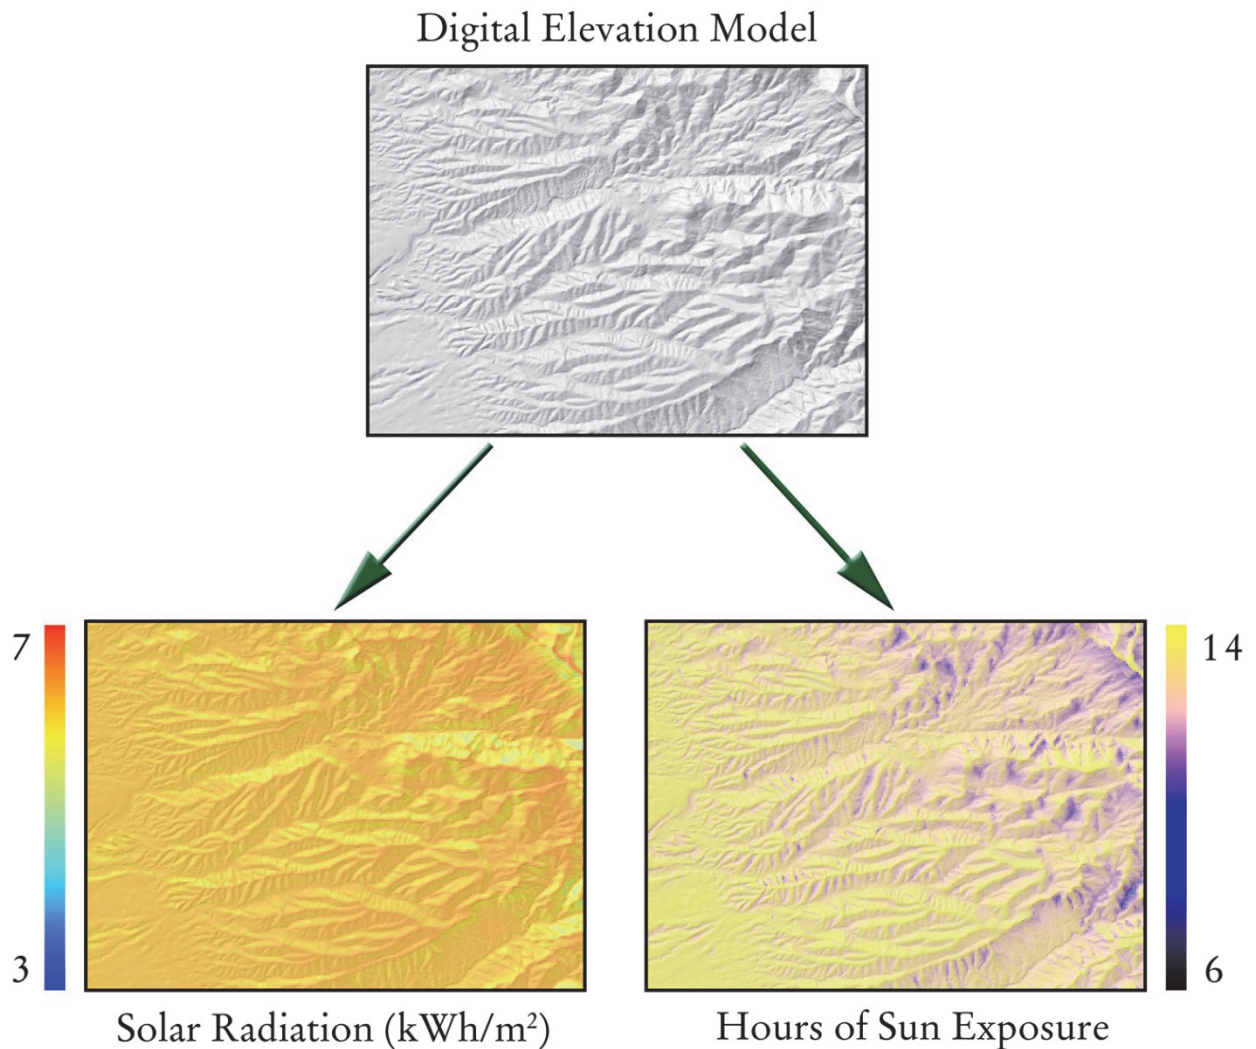 Digital Elevation Model
7
3
14
6
Solar Radiation (kWh/m²)
Hours of Sun Exposure